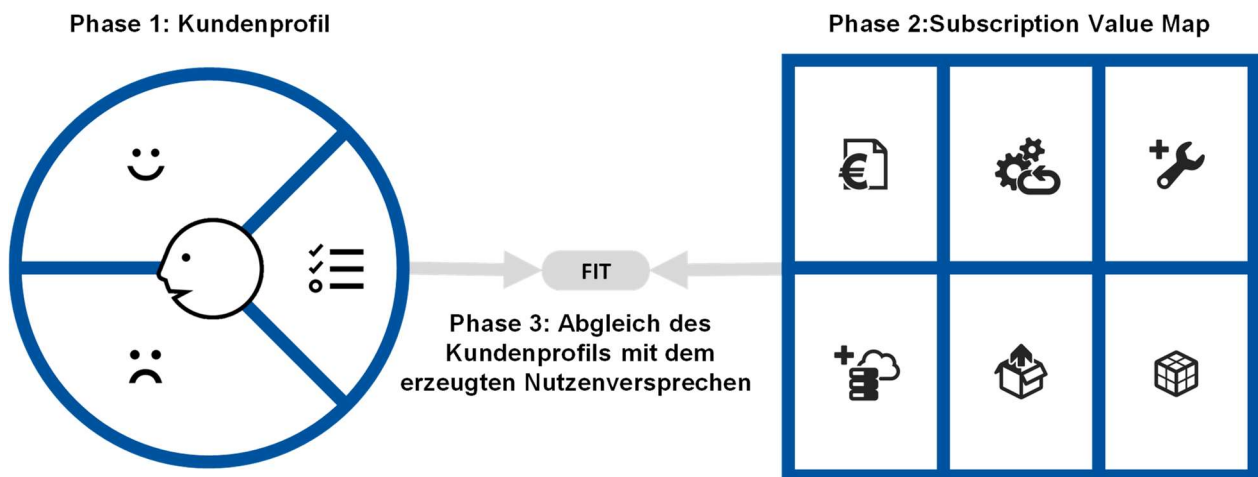 Phase 1: Kundenprofil
Phase 2:Subscription Value Map
FIT
Phase 3: Abgleich des
Kundenprofils mit dem
erzeugten Nutzenversprechen